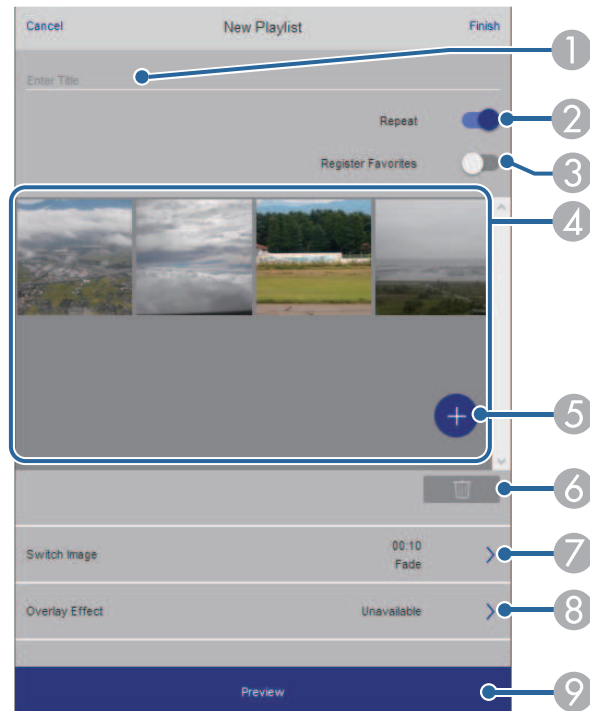 Cancel New Playlist Finish
1
Enter Title
Repeat 2
Register Favorites 3
4
5
6
Switch Image 00:10 7
Fade
Overlay Effect Unavailable 8
Preview 9